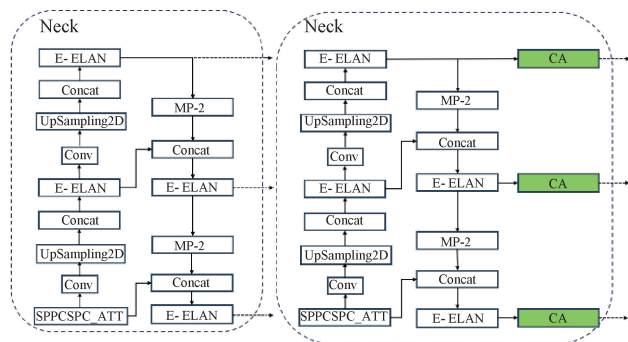 Neck
E- ELAN
Concat
MP-2
UpSampling2D
Concat
Conv
E- ELAN
E- ELAN
Concat
MP-2
UpSampling2D
Concat
Conv
SPPCSPC_ATT
E- ELAN
Neck
E- ELAN
CA
Concat
MP-2
UpSampling2D
Concat
Conv
E- ELAN
E- ELAN
CA
Concat
MP-2
UpSampling2D
Concat
Conv
SPPCSPC_ATT
E- ELAN
CA